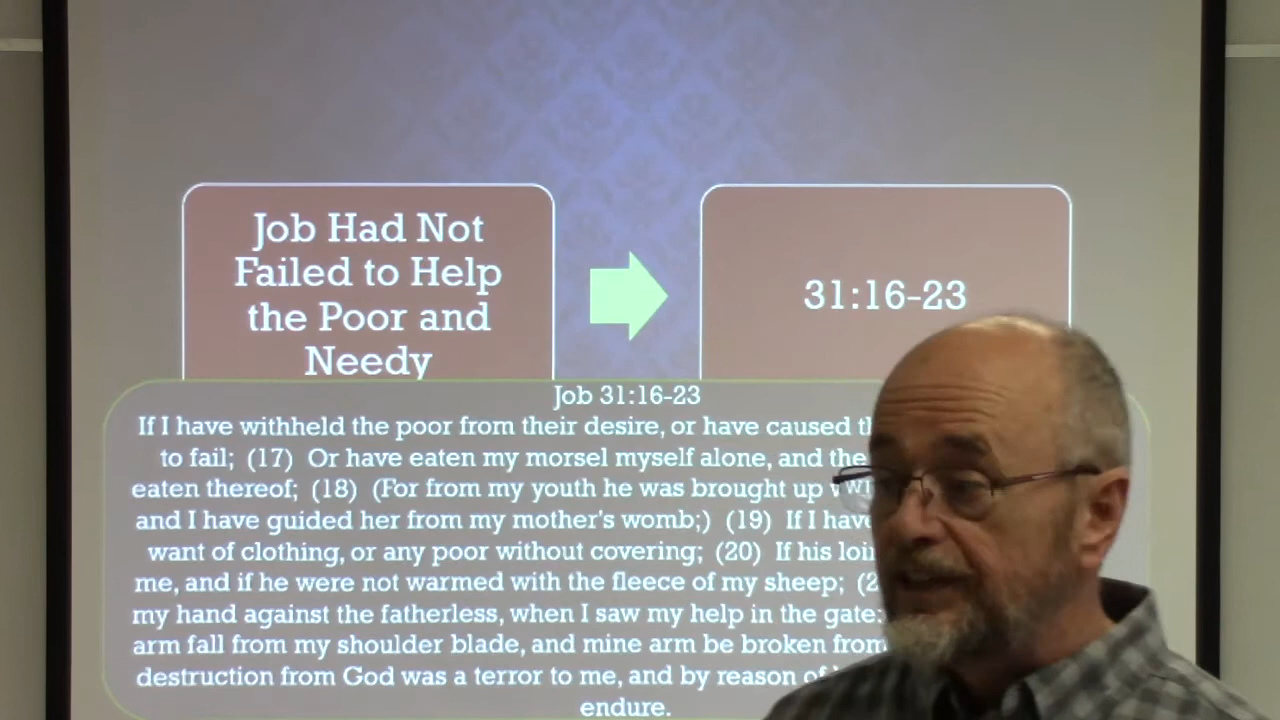 Job Had Not
Failed to Help
the Poor and
Needy
31:16-23
Job 31:16-23
If I have withheld the poor from their desire, or have caused
to fail; (17) Or have eaten my morsel myself alone, and the
eaten thereof; (18) (For from my youth he was brought up
and I have guided her from my mother's womb;) (19) If I have
want of clothing, or any poor without covering; (20) If his
me, and if he were not warmed with the fleece of my sheep;
my hand against the fatherless, when I saw my help in the gate:
arm fall from my shoulder blade, and mine arm be broken from
destruction from God was a terror to me, and by reason of
endure.